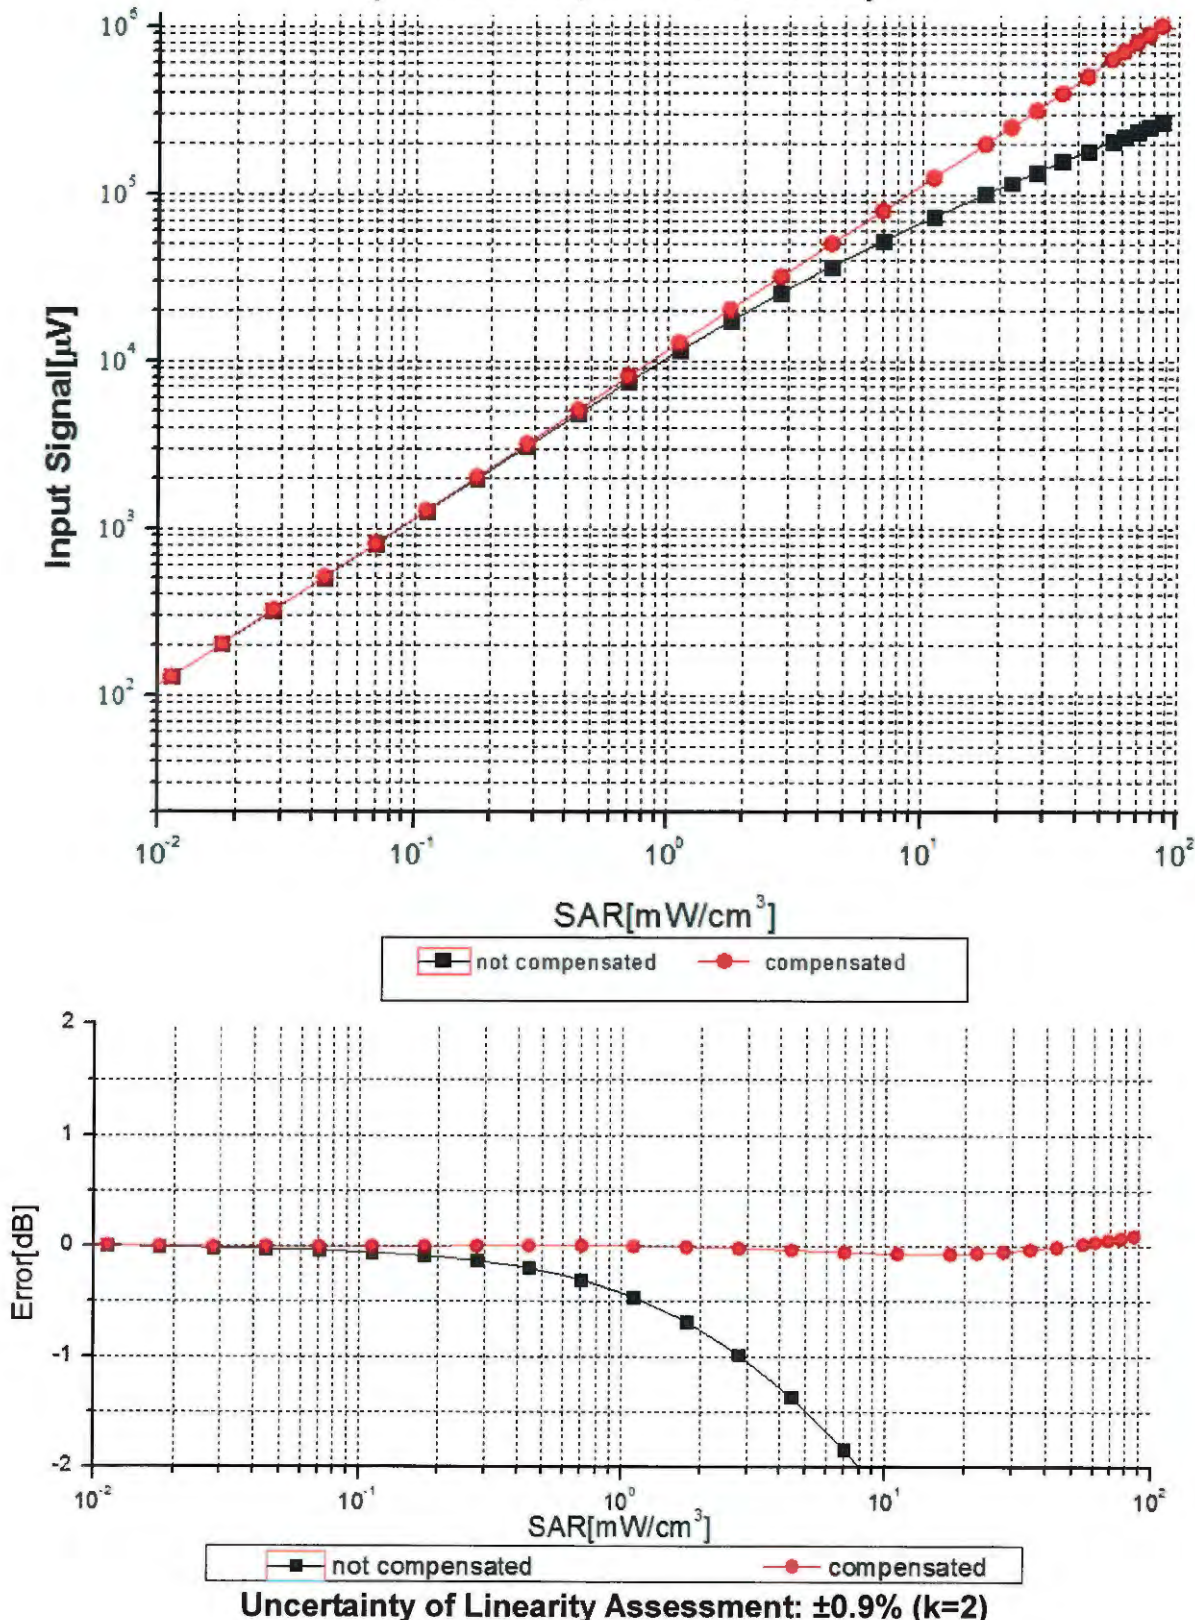 10⁶
10⁵
10⁴
10³
10²
Input Signal[µV]
10⁻² 10⁻¹ 10⁰ 10¹ 10²
SAR[mW/cm³]
not compensated compensated
2
1
0
-1
-2
Error[dB]
10⁻² 10⁻¹ 10⁰ 10¹ 10²
SAR[mW/cm³]
not compensated compensated
Uncertainty of Linearity Assessment: ±0.9% (k=2)